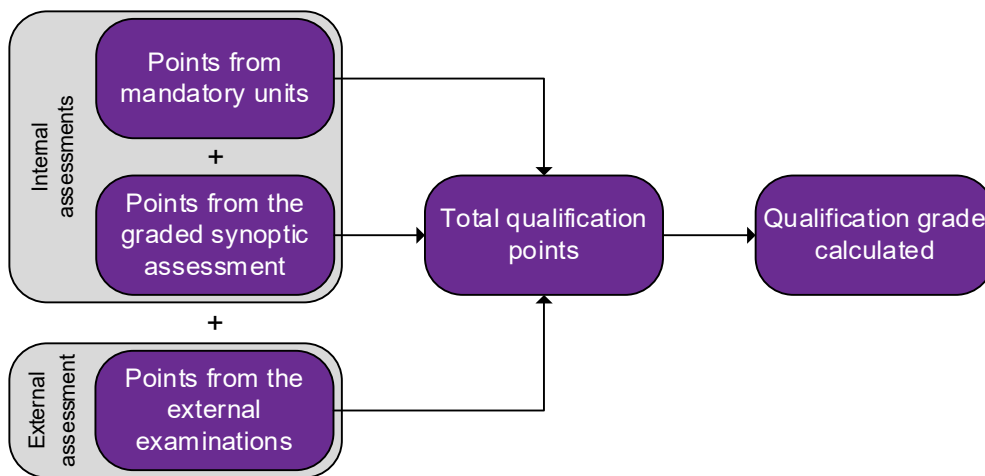 Internal
assessments
Points from
mandatory units
+
Points from the
graded synoptic
assessment
+
External
assessment
Points from the
external
examinations
Total qualification
points
Qualification grade
calculated